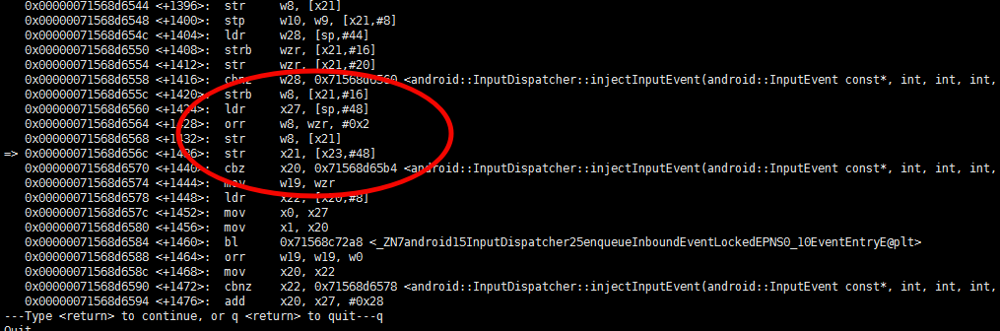 0x00000071568d6544 <+1396>: str w8, [x21]
0x00000071568d6548 <+1400>: stp w10, w9, [x21,#8]
0x00000071568d654c <+1404>: ldr w28, [sp,#44]
0x00000071568d6550 <+1408>: strb wzr, [x21,#16]
0x00000071568d6554 <+1412>: str wzr, [x21,#20]
0x00000071568d6558 <+1416>: cbnz w28, 0x71568d6560 <android::InputDispatcher::injectInputEvent(android::InputEvent const*, int, int, int,
0x00000071568d655c <+1420>: strb w8, [x21,#16]
0x00000071568d6560 <+1424>: ldr x27, [sp,#48]
0x00000071568d6564 <+1428>: orr w8, wzr, #0x2
0x00000071568d6568 <+1432>: str w8, [x21]
=> 0x00000071568d656c <+1436>: str x21, [x23,#48]
0x00000071568d6570 <+1440>: cbz x20, 0x71568d65b4 <android::InputDispatcher::injectInputEvent(android::InputEvent const*, int, int, int,
0x00000071568d6574 <+1444>: mov w19, wzr
0x00000071568d6578 <+1448>: ldr x22, [x20,#8]
0x00000071568d657c <+1452>: mov x0, x27
0x00000071568d6580 <+1456>: mov x1, x20
0x00000071568d6584 <+1460>: bl 0x71568c72a8 <_ZN7android15InputDispatcher25enqueueInboundEventLockedEPNS0_10EventEntryE@plt>
0x00000071568d6588 <+1464>: orr w19, w19, w0
0x00000071568d658c <+1468>: mov x20, x22
0x00000071568d6590 <+1472>: cbnz x22, 0x71568d6578 <android::InputDispatcher::injectInputEvent(android::InputEvent const*, int, int, int,
0x00000071568d6594 <+1476>: add x20, x27, #0x28
---Type <return> to continue, or q <return> to quit---q
Quit